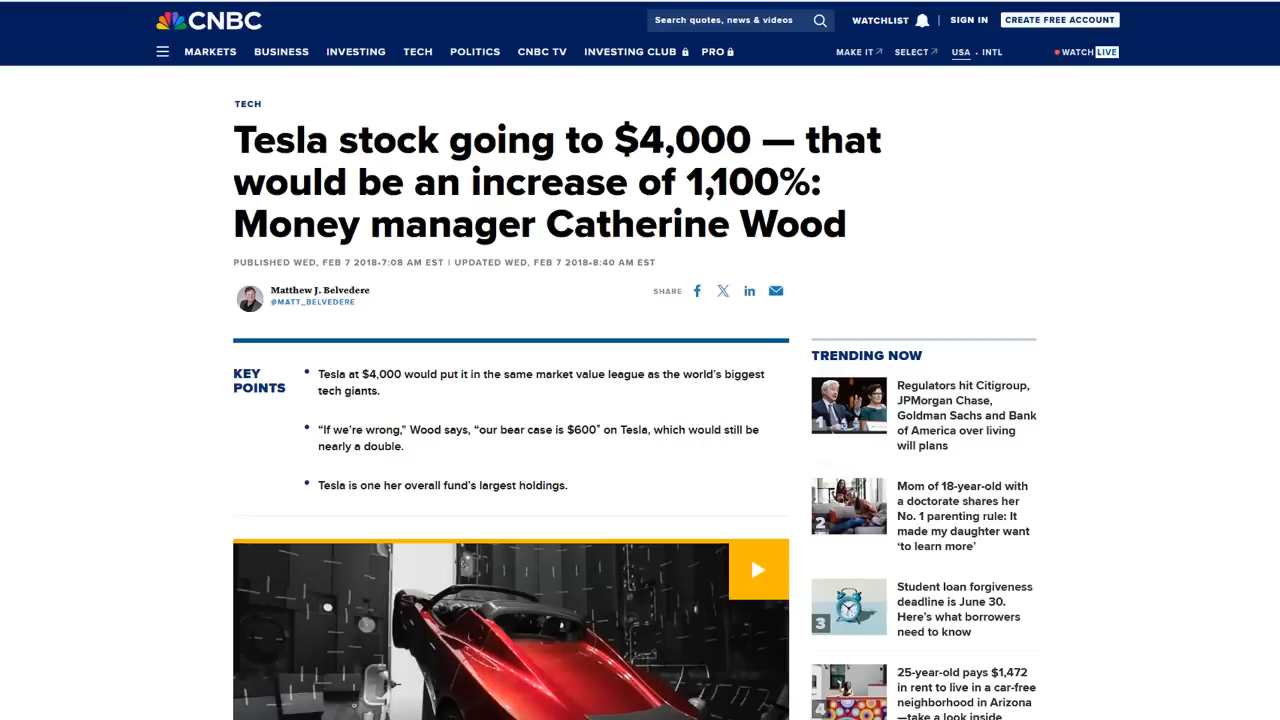 CNBC
Search quotes, news & videos
WATCHLIST
SIGN IN
CREATE FREE ACCOUNT
MARKETS
BUSINESS
INVESTING
TECH
POLITICS
CNBC TV
INVESTING CLUB
PRO
MAKE IT
SELECT
USA • INTL
WATCH LIVE
TECH
Tesla stock going to $4,000 — that
would be an increase of 1,100%:
Money manager Catherine Wood
PUBLISHED WED, FEB 7 2018•7:08 AM EST | UPDATED WED, FEB 7 2018•8:40 AM EST
Matthew J. Belvedere
@MATT_BELVEDERE
SHARE
KEY
POINTS
Tesla at $4,000 would put it in the same market value league as the world's biggest
tech giants.
“If we're wrong,” Wood says, “our bear case is $600” on Tesla, which would still be
nearly a double.
Tesla is one her overall fund's largest holdings.
TRENDING NOW
1
Regulators hit Citigroup,
JPMorgan Chase,
Goldman Sachs and Bank
of America over living
will plans
2
Mom of 18-year-old with
a doctorate shares her
No. 1 parenting rule: It
made my daughter want
‘to learn more’
3
Student loan forgiveness
deadline is June 30.
Here's what borrowers
need to know
4
25-year-old pays $1,472
in rent to live in a car-free
neighborhood in Arizona
—take a look inside